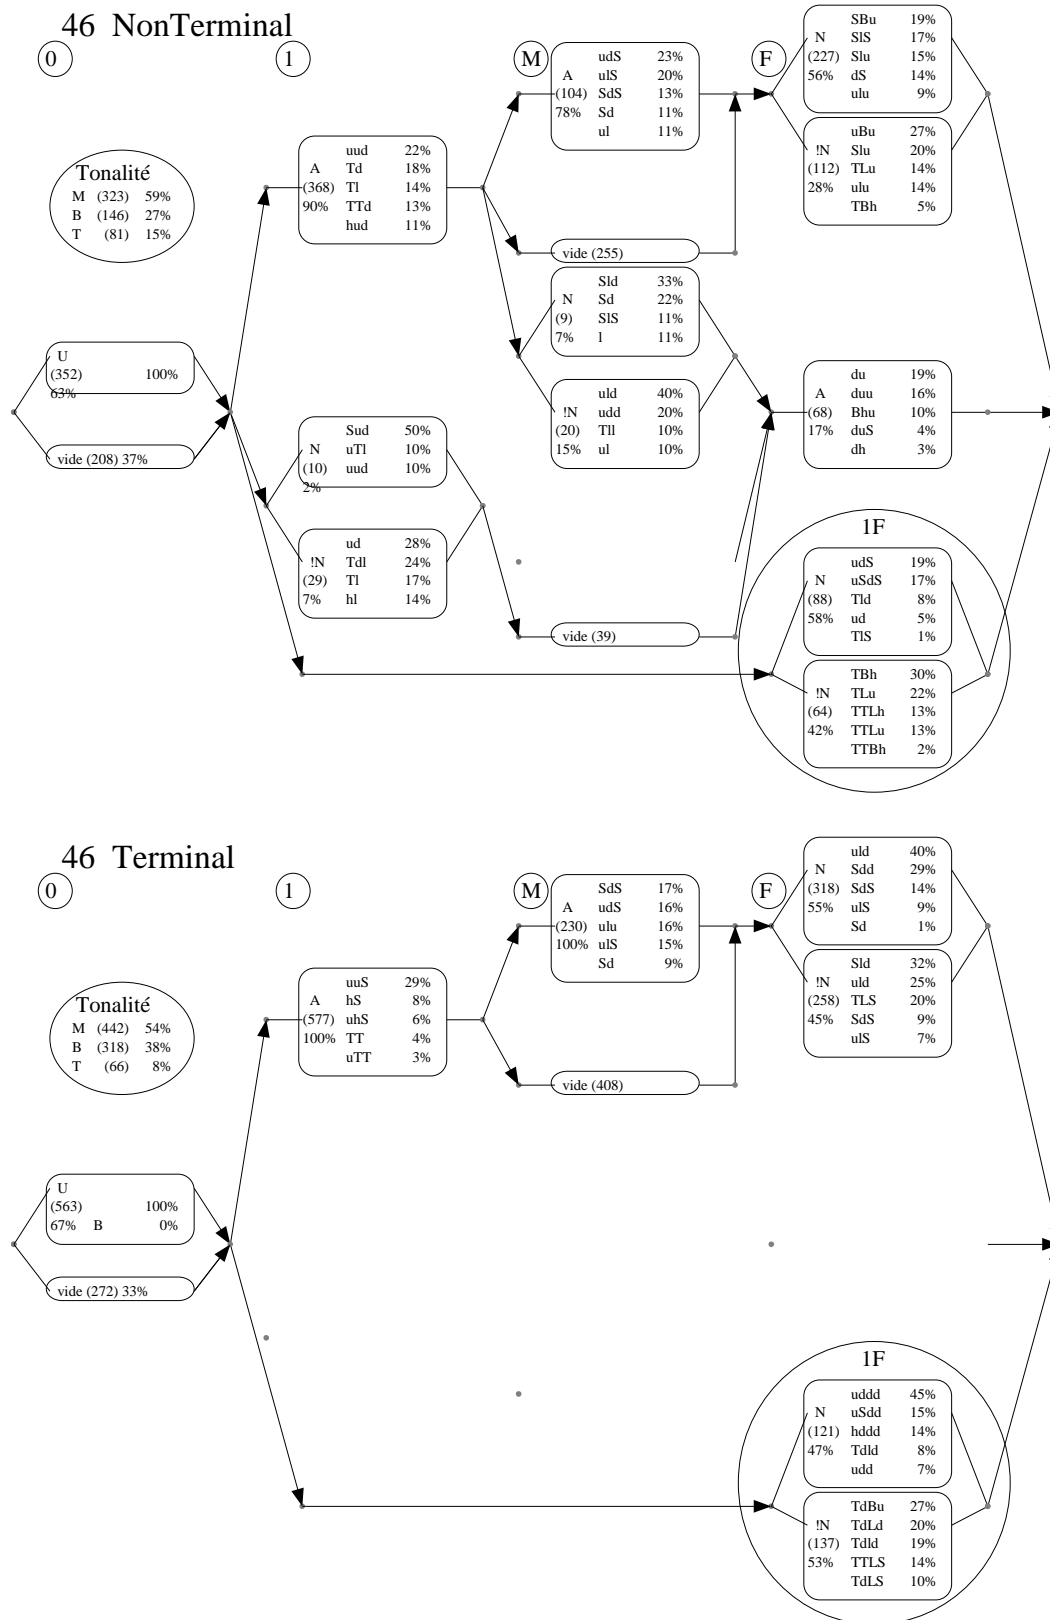 46 NonTerminal
0
1
M
F
Tonalité
M (323) 59%
B (146) 27%
T (81) 15%
U
(352) 100%
63%
vide (208) 37%
uud 22%
A Td 18%
(368) Tl 14%
90% TTd 13%
hud 11%
Sud 50%
N uTl 10%
(10) uud 10%
2%
ud 28%
!N Tdl 24%
(29) Tl 17%
7% hl 14%
udS 23%
A ulS 20%
(104) SdS 13%
78% Sd 11%
ul 11%
vide (255)
Sld 33%
N Sd 22%
(9) SlS 11%
7% l 11%
uld 40%
!N udd 20%
(20) Tll 10%
15% ul 10%
vide (39)
SBu 19%
N SlS 17%
(227) Slu 15%
56% dS 14%
ulu 9%
uBu 27%
!N Slu 20%
(112) TLu 14%
28% ulu 14%
TBh 5%
du 19%
A duu 16%
(68) Bhu 10%
17% duS 4%
dh 3%
1F
udS 19%
N uSdS 17%
(88) Tld 8%
58% ud 5%
TlS 1%
TBh 30%
!N TLu 22%
(64) TTLh 13%
42% TTLu 13%
TTBh 2%
46 Terminal
0
1
M
F
Tonalité
M (442) 54%
B (318) 38%
T (66) 8%
U
(563) 100%
67% B 0%
vide (272) 33%
uuS 29%
A hS 8%
(577) uhS 6%
100% TT 4%
uTT 3%
SdS 17%
A udS 16%
(230) ulu 16%
100% ulS 15%
Sd 9%
vide (408)
uld 40%
N Sdd 29%
(318) SdS 14%
55% ulS 9%
Sd 1%
Sld 32%
!N uld 25%
(258) TLS 20%
45% SdS 9%
ulS 7%
1F
uddd 45%
N uSdd 15%
(121) hddd 14%
47% Tdld 8%
udd 7%
TdBu 27%
!N TdLd 20%
(137) Tdld 19%
53% TTLS 14%
TdLS 10%